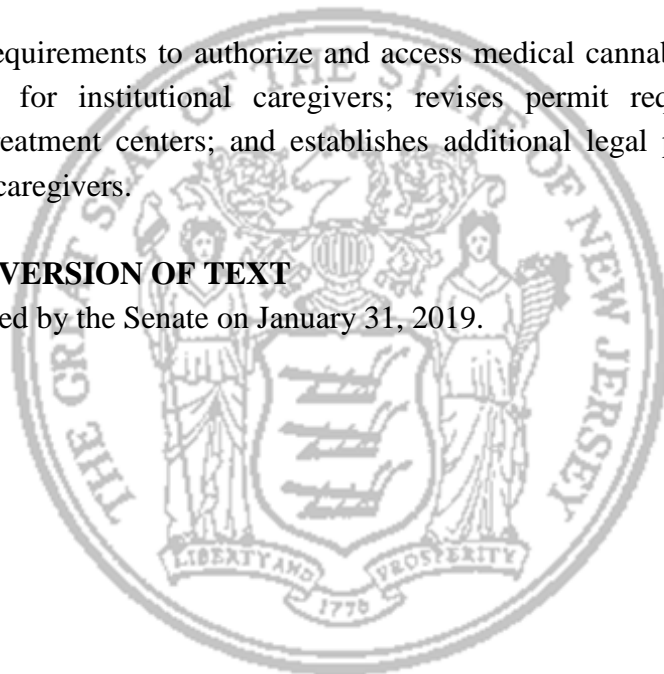 equirements to authorize and access medical cannab
for institutional caregivers; revises permit req
reatment centers; and establishes additional legal p
caregivers.
VERSION OF TEXT
ed by the Senate on January 31, 2019.
THE GREAT SEAL OF THE STATE OF NEW JERSEY
LIBERTY AND PROSPERITY
1776